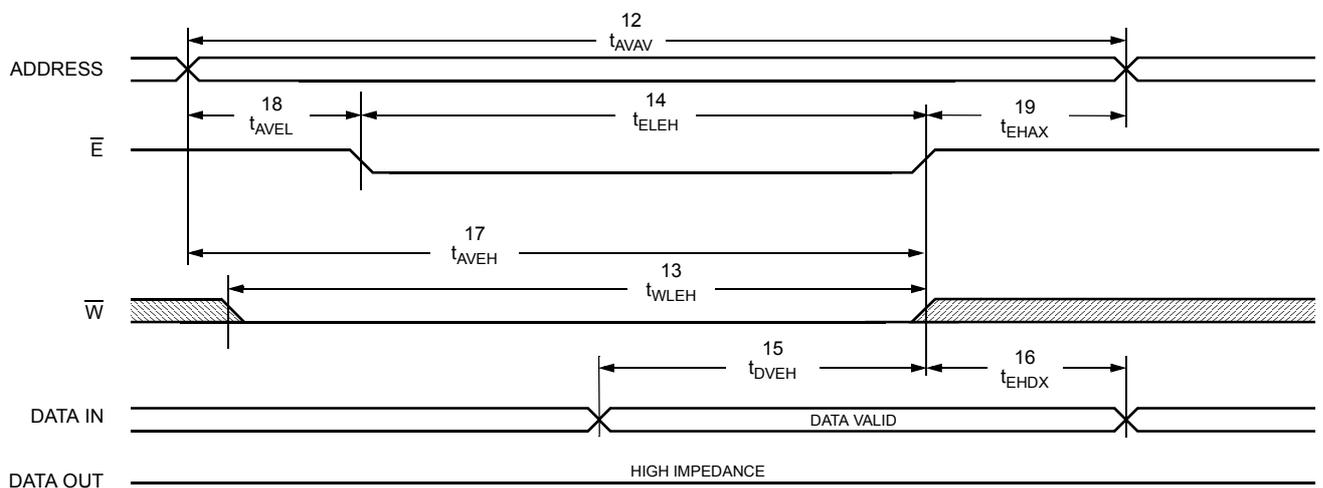 12
tAVAV
ADDRESS
18
tAVEL
14
tELEH
19
tEHAX
E̅
17
tAVEH
13
tWLEH
W̅
15
tDVEH
16
tEHDX
DATA IN
DATA VALID
DATA OUT
HIGH IMPEDANCE